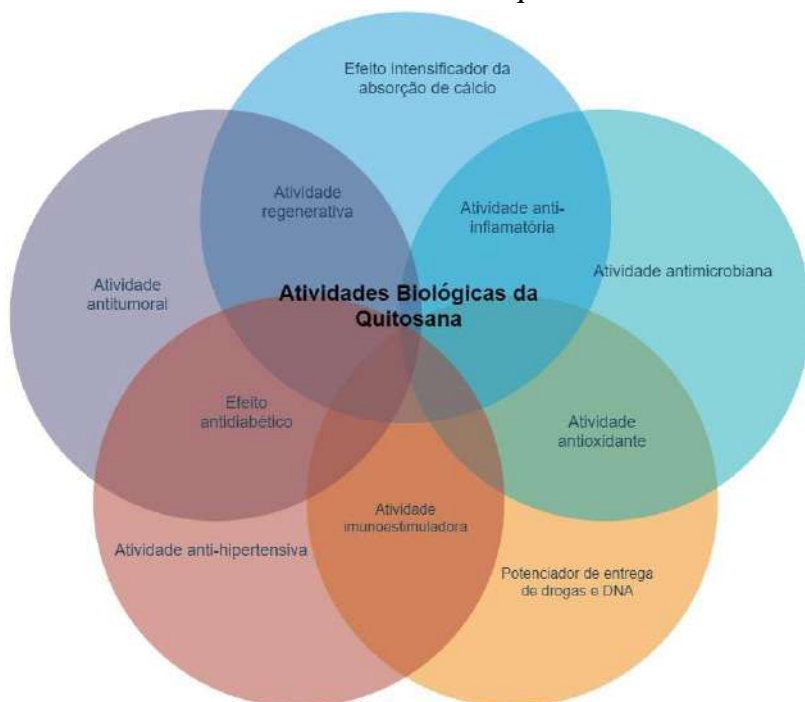 Efeito intensificador da
absorção de cálcio
Atividade
regenerativa
Atividade anti-
inflamatória
Atividade
antitumoral
Atividade antimicrobiana
Atividades Biológicas da
Quitosana
Efeito
antidiabético
Atividade
antioxidante
Atividade
imunoestimuladora
Atividade anti-hipertensiva
Potenciador de entrega
de drogas e DNA